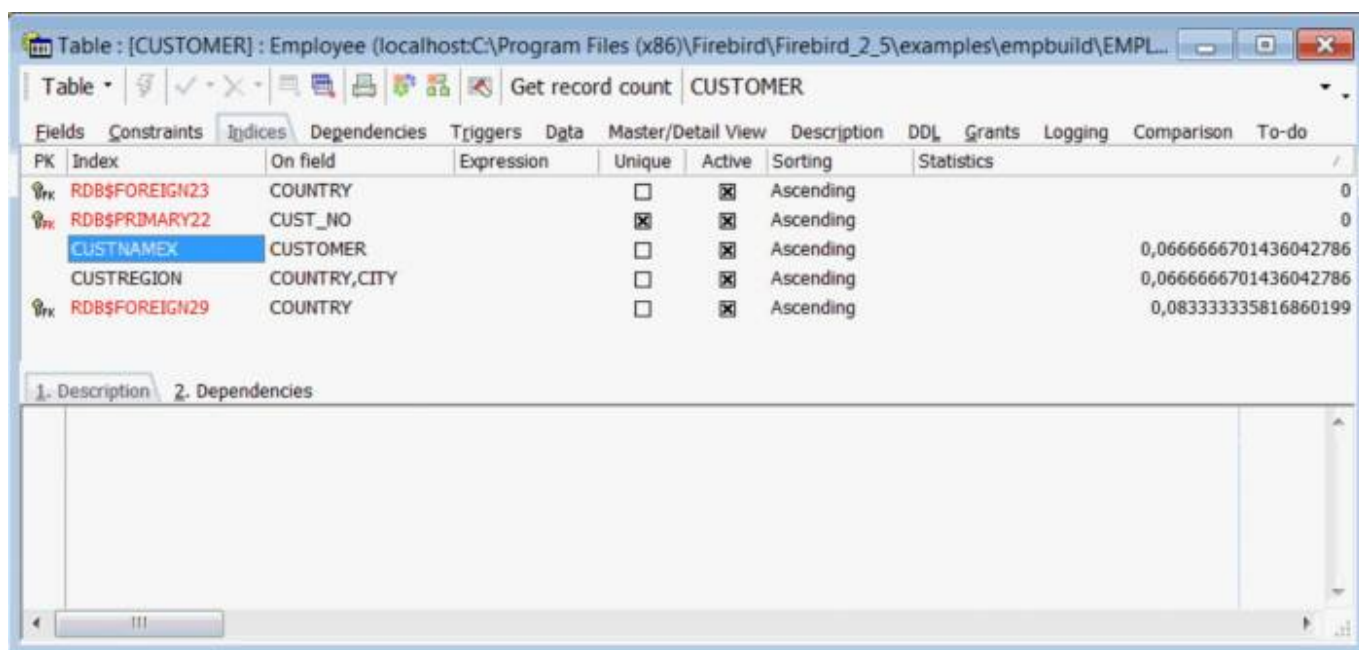 Table : [CUSTOMER] : Employee (localhost:C:\Program Files (x86)\Firebird\Firebird_2_5\examples\empbuild\EMPL...
Table Get record count CUSTOMER
Fields Constraints Indices Dependencies Triggers Data Master/Detail View Description DDL Grants Logging Comparison To-do
PK Index On field Expression Unique Active Sorting Statistics
PK RDB$FOREIGN23 COUNTRY Ascending 0
PK RDB$PRIMARY22 CUST_NO Ascending 0
CUSTNAMEX CUSTOMER Ascending 0,0666666701436042786
CUSTREGION COUNTRY,CITY Ascending 0,0666666701436042786
PK RDB$FOREIGN29 COUNTRY Ascending 0,083333335816860199
1. Description 2. Dependencies